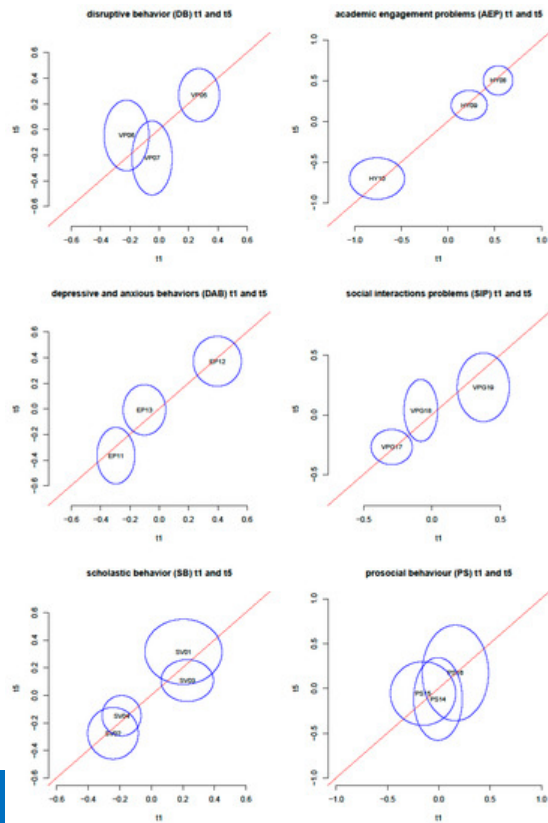 disruptive behavior (DB) t1 and t5
t5
0.6
0.4
0.2
0.0
−0.2
−0.4
−0.6
VP05
VP08
VP07
−0.6 −0.4 −0.2 0.0 0.2 0.4 0.6
t1
academic engagement problems (AEP) t1 and t5
t5
1.0
0.5
0.0
−0.5
−1.0
HY09
HY10
−1.0 −0.5 0.0 0.5 1.0
t1
depressive and anxious behaviors (DAB) t1 and t5
t5
0.6
0.4
0.2
0.0
−0.2
−0.4
−0.6
EP12
EP13
EP11
−0.6 −0.4 −0.2 0.0 0.2 0.4 0.6
t1
social interactions problems (SIP) t1 and t5
t5
0.5
0.0
−0.5
VPG19
VPG18
VPG17
−0.5 0.0 0.5
t1
scholastic behavior (SB) t1 and t5
t5
0.6
0.4
0.2
0.0
−0.2
−0.4
−0.6
SV01
SV03
SV04
SV02
−0.6 −0.4 −0.2 0.0 0.2 0.4 0.6
t1
prosocial behaviour (PS) t1 and t5
t5
1.0
0.5
0.0
−0.5
−1.0
PS16
PS15
PS14
−1.0 −0.5 0.0 0.5 1.0
t1